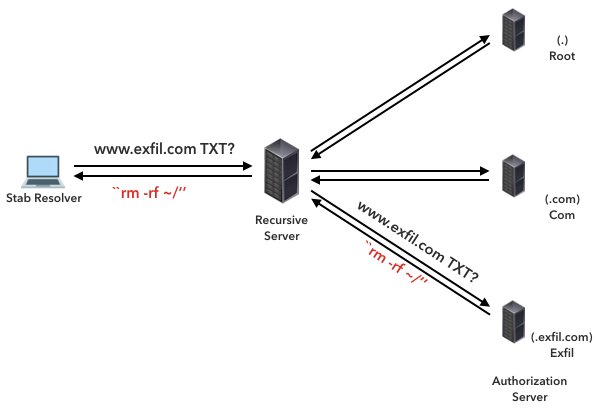 (.)
Root
www.exfil.com TXT?
``rm -rf ~/‘‘
Stab Resolver
Recursive
Server
(.com)
Com
www.exfil.com TXT?
``rm -rf ~/‘‘
(.exfil.com)
Exfil
Authorization
Server